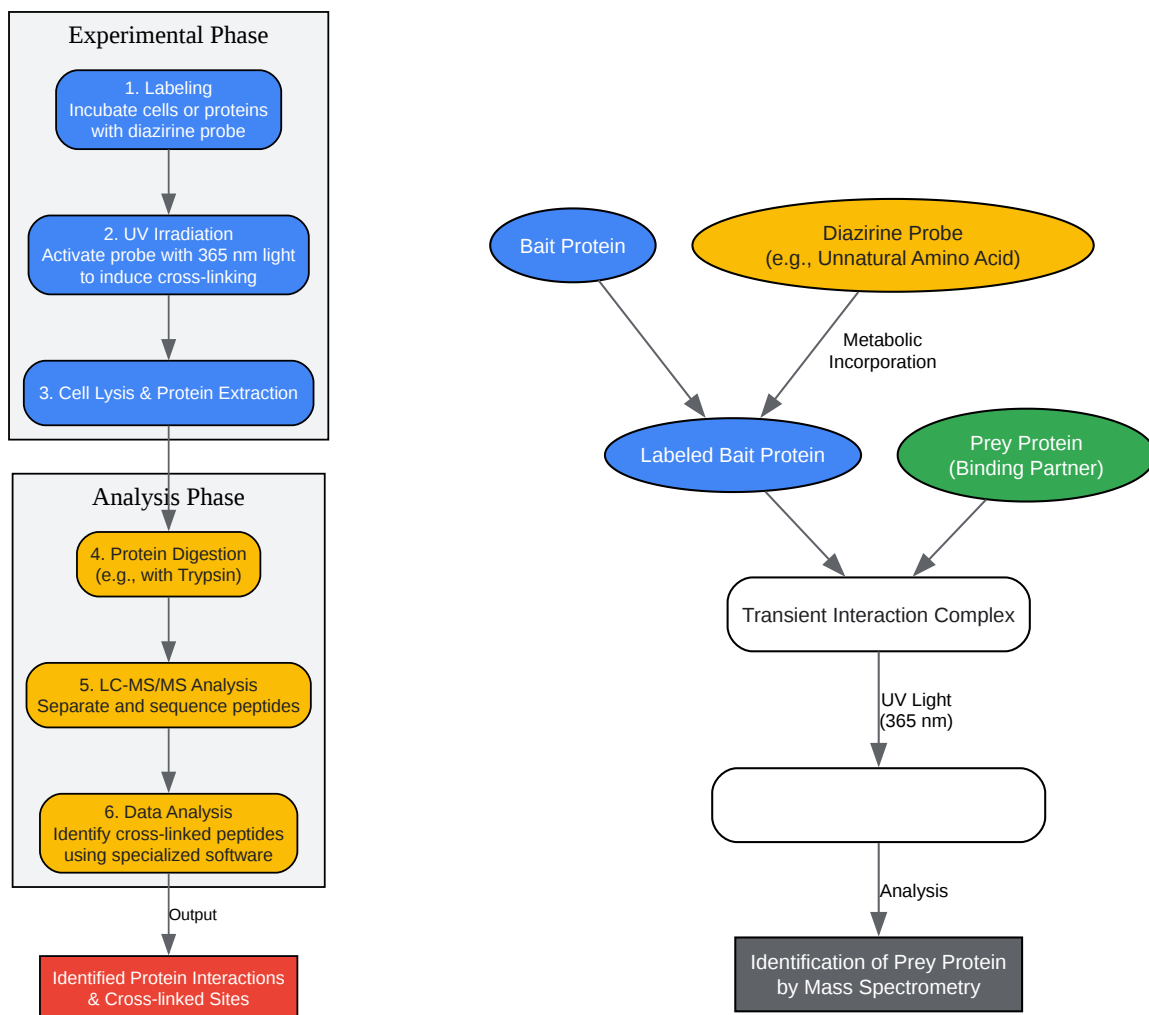 Experimental Phase
1. Labeling
Incubate cells or proteins
with diazirine probe
2. UV Irradiation
Activate probe with 365 nm light
to induce cross-linking
3. Cell Lysis & Protein Extraction
Analysis Phase
4. Protein Digestion
(e.g., with Trypsin)
5. LC-MS/MS Analysis
Separate and sequence peptides
6. Data Analysis
Identify cross-linked peptides
using specialized software
Output
Identified Protein Interactions
& Cross-linked Sites
Bait Protein
Diazirine Probe
(e.g., Unnatural Amino Acid)
Metabolic
Incorporation
Labeled Bait Protein
Prey Protein
(Binding Partner)
Transient Interaction Complex
UV Light
(365 nm)
Analysis
Identification of Prey Protein
by Mass Spectrometry